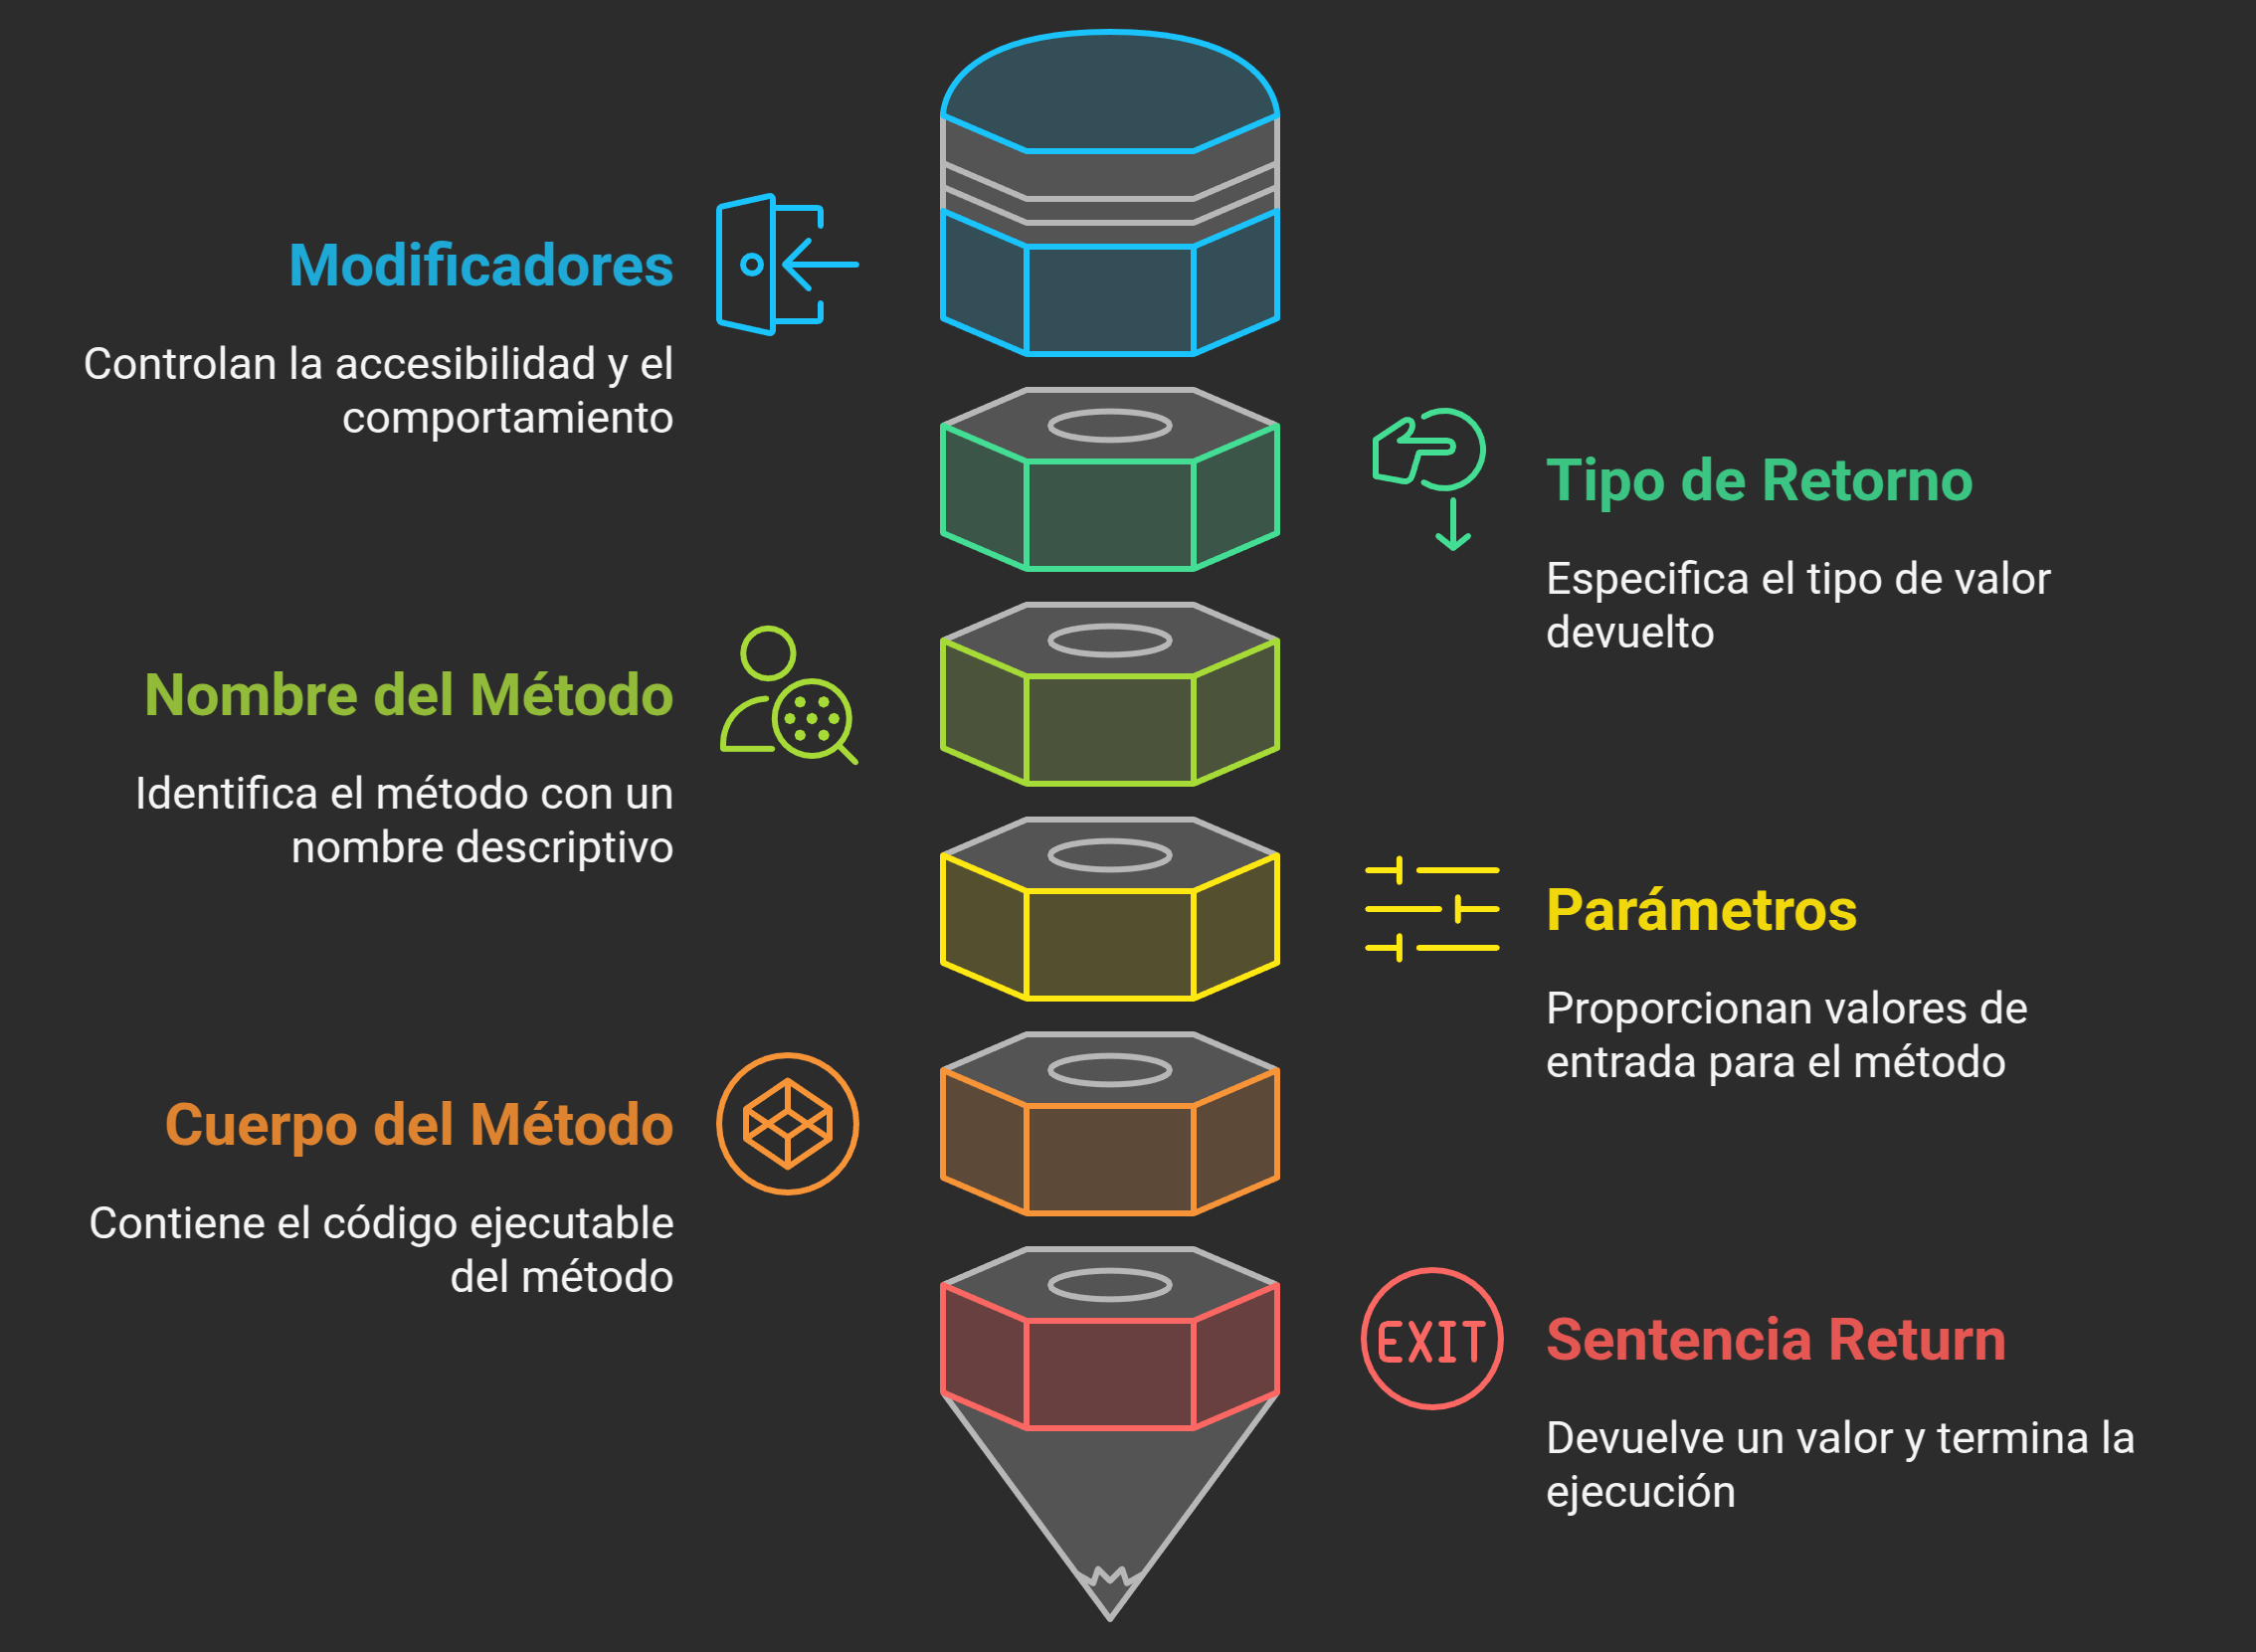 Modificadores
Controlan la accesibilidad y el
comportamiento
Tipo de Retorno
Especifica el tipo de valor
devuelto
Nombre del Método
Identifica el método con un
nombre descriptivo
Parámetros
Proporcionan valores de
entrada para el método
Cuerpo del Método
Contiene el código ejecutable
del método
EXIT
Sentencia Return
Devuelve un valor y termina la
ejecución